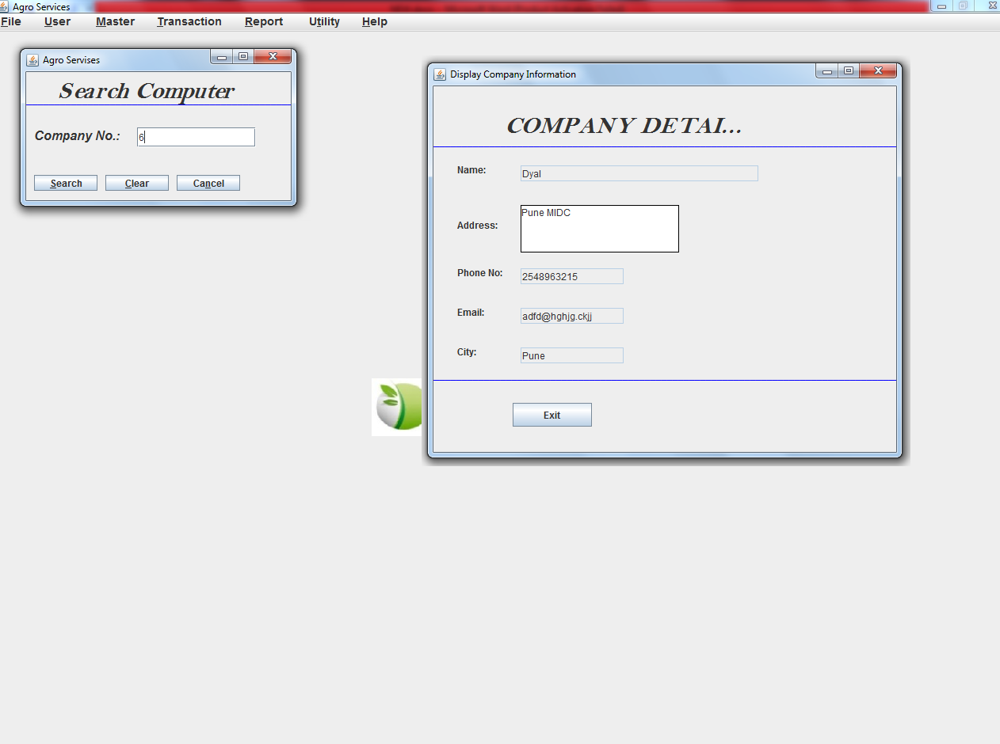 Agro Services
File User Master Transaction Report Utility Help
Agro Servises
Search Computer
Company No.: 6
Search Clear Cancel
Display Company Information
COMPANY DETAI...
Name: Dyal
Address: Pune MIDC
Phone No: 2548963215
Email: adfd@hghjg.ckjj
City: Pune
Exit